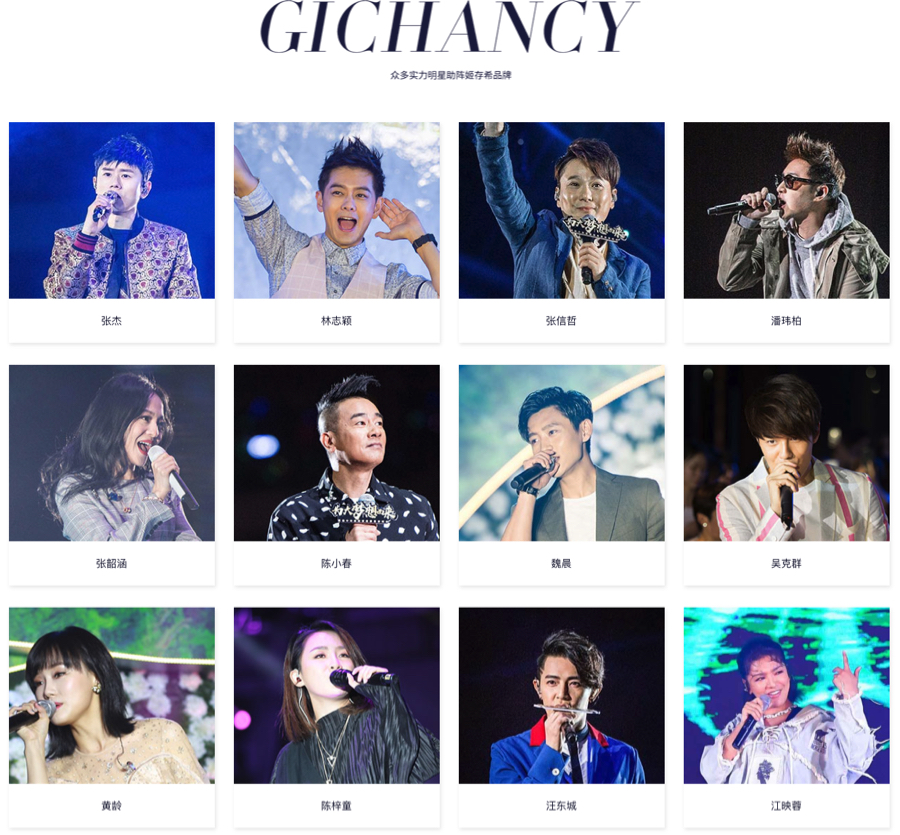 GICHANCY
众多实力明星助阵姬存希品牌
张杰
林志颖
张信哲
潘玮柏
张韶涵
陈小春
魏晨
吴克群
黄龄
陈梓童
汪东城
江映蓉